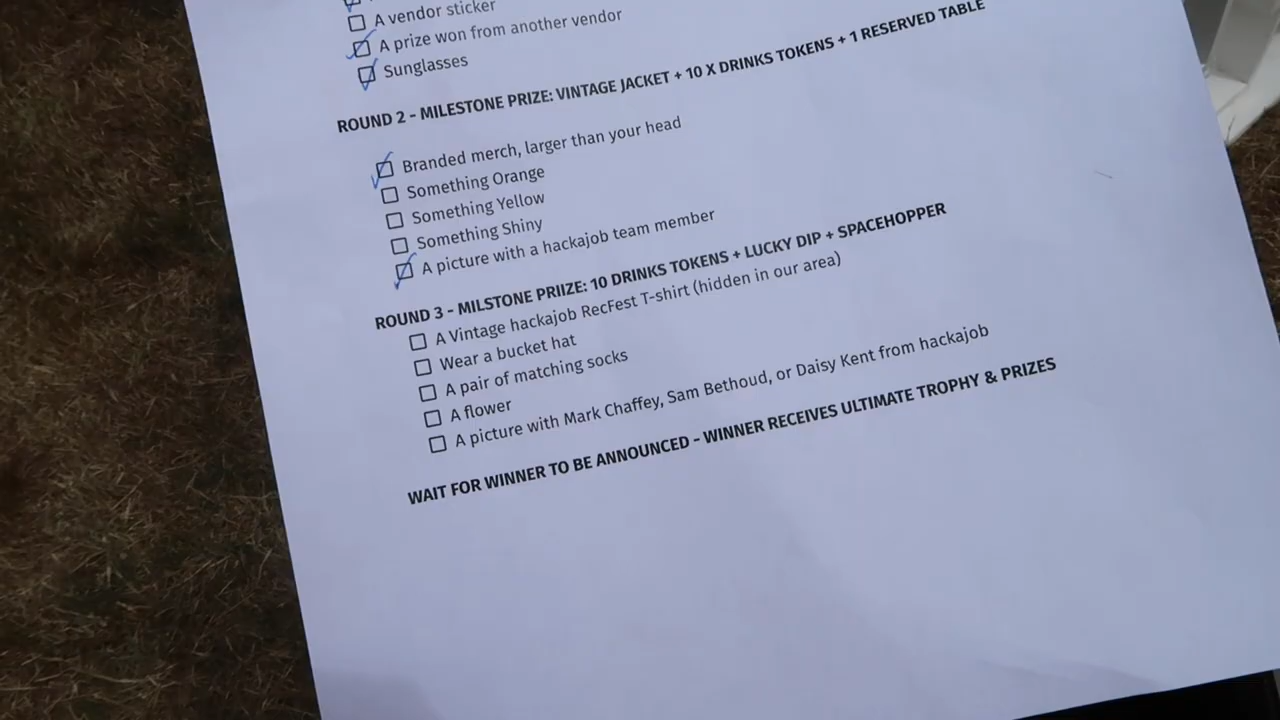 A vendor sticker
A prize won from another vendor
Sunglasses
ROUND 2 - MILESTONE PRIZE: VINTAGE JACKET + 10 X DRINKS TOKENS + 1 RESERVED TABLE
Branded merch, larger than your head
Something Orange
Something Yellow
Something Shiny
A picture with a hackajob team member
ROUND 3 - MILSTONE PRIIZE: 10 DRINKS TOKENS + LUCKY DIP + SPACEHOPPER
A Vintage hackajob RecFest T-shirt (hidden in our area)
Wear a bucket hat
A pair of matching socks
A flower
A picture with Mark Chaffey, Sam Bethoud, or Daisy Kent from hackajob
WAIT FOR WINNER TO BE ANNOUNCED - WINNER RECEIVES ULTIMATE TROPHY & PRIZES